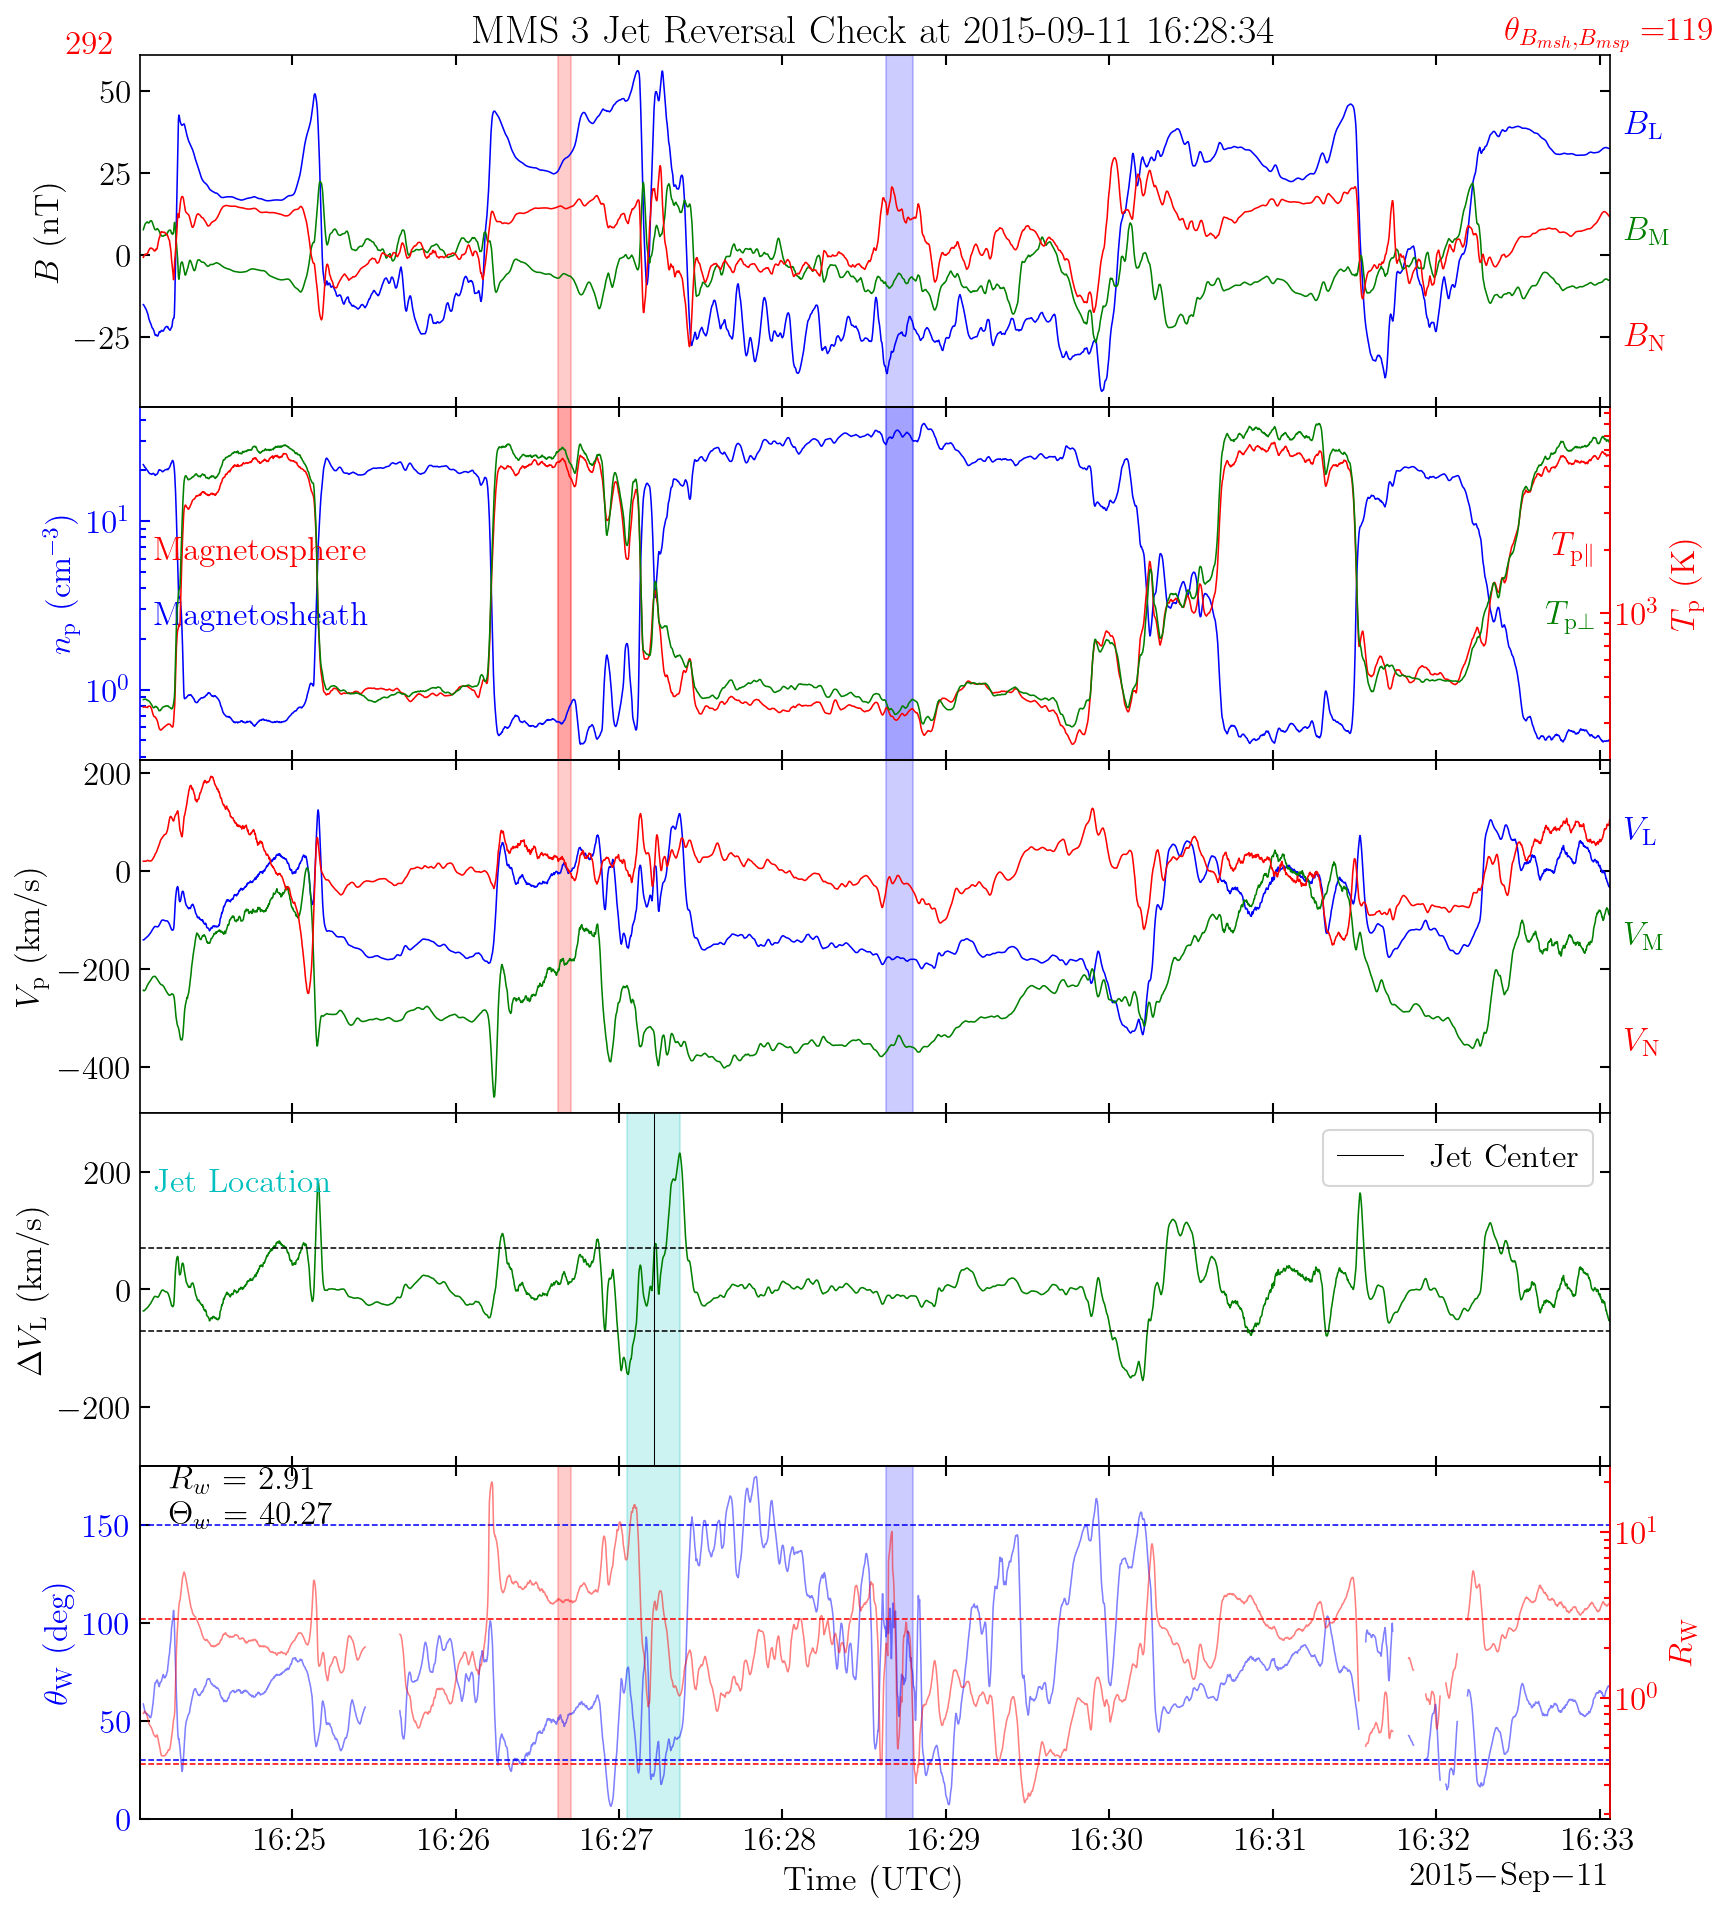 292
MMS 3 Jet Reversal Check at 2015-09-11 16:28:34
θ_{B_{msh},B_{msp}} =119
50
25
0
−25
B (nT)
B_L
B_M
B_N
10^1
10^0
n_p (cm^{−3})
Magnetosphere
Magnetosheath
T_{p∥}
T_{p⊥}
10^3
T_p (K)
200
0
−200
−400
V_p (km/s)
V_L
V_M
V_N
200
0
−200
ΔV_L (km/s)
Jet Location
Jet Center
R_w = 2.91
Θ_w = 40.27
150
100
50
0
θ_W (deg)
10^1
10^0
R_W
16:25 16:26 16:27 16:28 16:29 16:30 16:31 16:32 16:33
Time (UTC)
2015−Sep−11